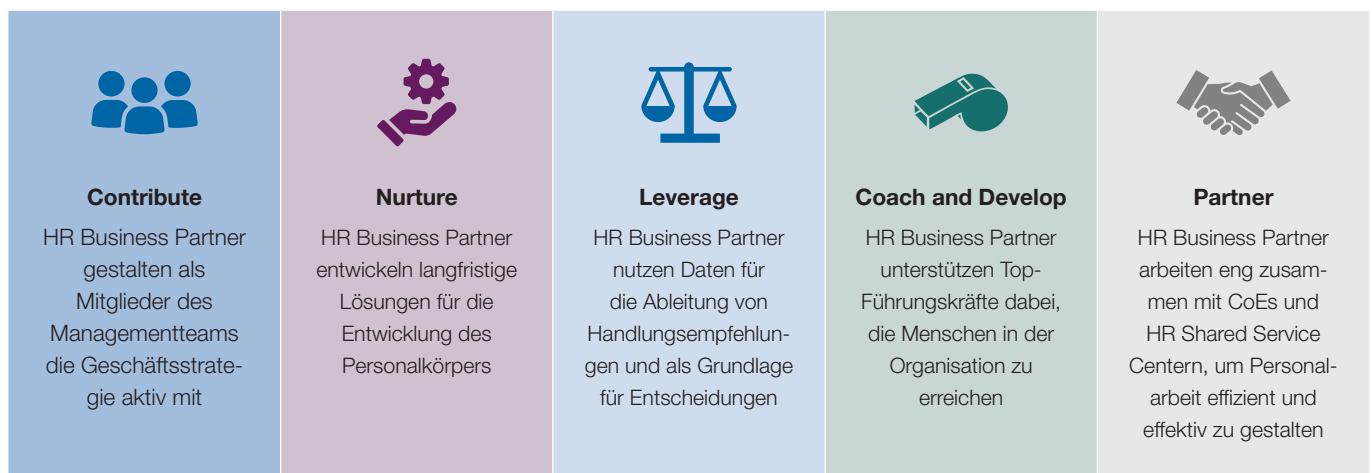 Contribute
HR Business Partner
gestalten als
Mitglieder des
Managementteams
die Geschäftsstrate-
gie aktiv mit
Nurture
HR Business Partner
entwickeln langfristige
Lösungen für die
Entwicklung des
Personalkörpers
Leverage
HR Business Partner
nutzen Daten für
die Ableitung von
Handlungsempfehlun-
gen und als Grundlage
für Entscheidungen
Coach and Develop
HR Business Partner
unterstützen Top-
Führungskräfte dabei,
die Menschen in der
Organisation zu
erreichen
Partner
HR Business Partner
arbeiten eng zusam-
men mit CoEs und
HR Shared Service
Centern, um Personal-
arbeit effizient und
effektiv zu gestalten